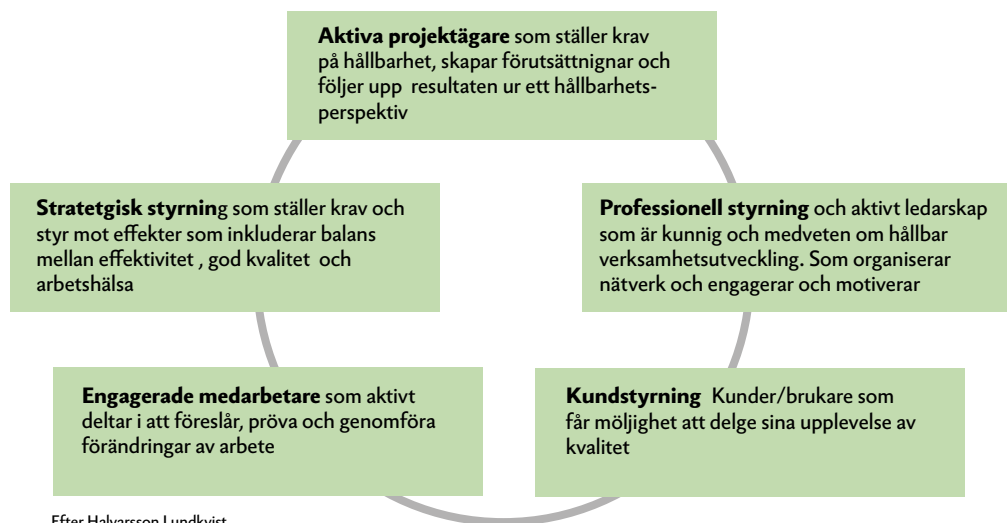 Aktiva projektägare som ställer krav
på hållbarhet, skapar förutsättnignar och
följer upp resultaten ur ett hållbarhets-
perspektiv
Stratetgisk styrning som ställer krav och
styr mot effekter som inkluderar balans
mellan effektivitet , god kvalitet och
arbetshälsa
Professionell styrning och aktivt ledarskap
som är kunnig och medveten om hållbar
verksamhetsutveckling. Som organiserar
nätverk och engagerar och motiverar
Engagerade medarbetare som aktivt
deltar i att föreslår, pröva och genomföra
förändringar av arbete
Kundstyrning Kunder/brukare som
får möljighet att delge sina upplevelse av
kvalitet
Efter Halvarsson Lundkvist